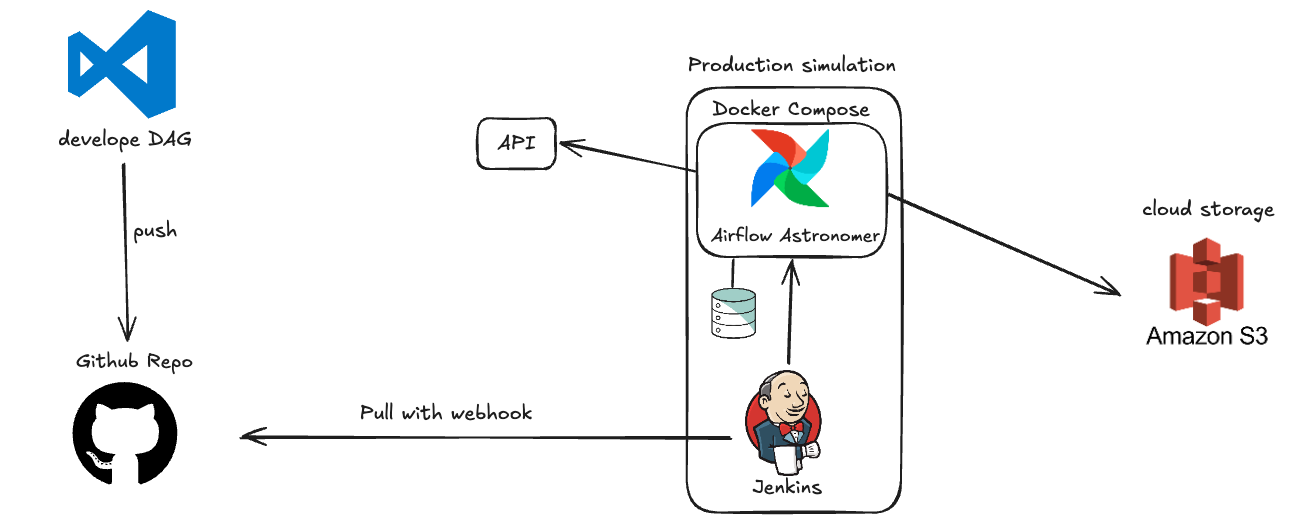 Production simulation
Docker Compose
develope DAG
API
push
Airflow Astronomer
cloud storage
Amazon S3
Github Repo
Pull with webhook
Jenkins